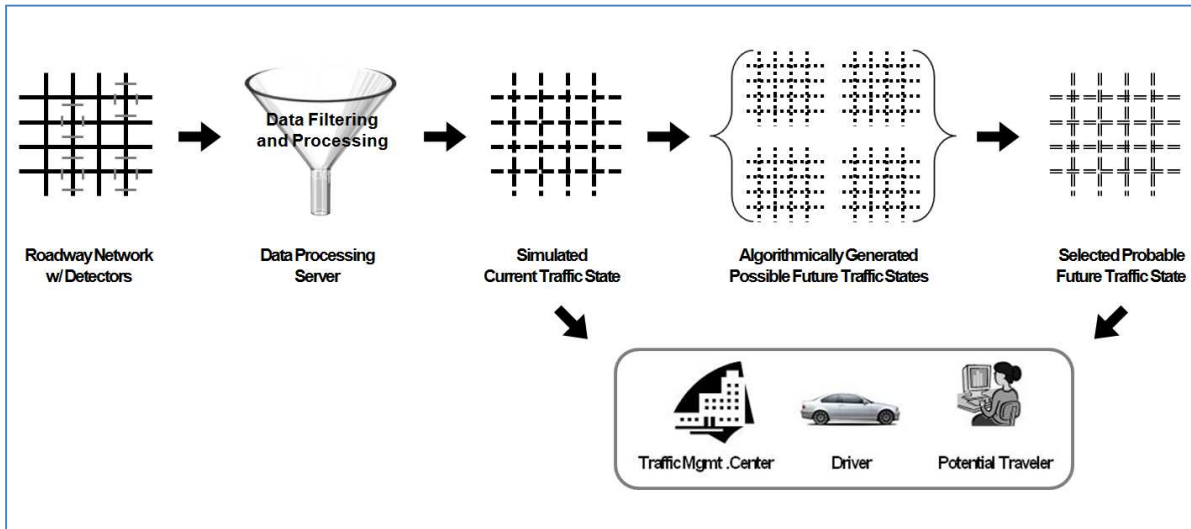 Data Filtering
and Processing
Roadway Network
w/ Detectors
Data Processing
Server
Simulated
Current Traffic State
Algorithmically Generated
Possible Future Traffic States
Selected Probable
Future Traffic State
Traffic Mgmt .Center
Driver
Potential Traveler